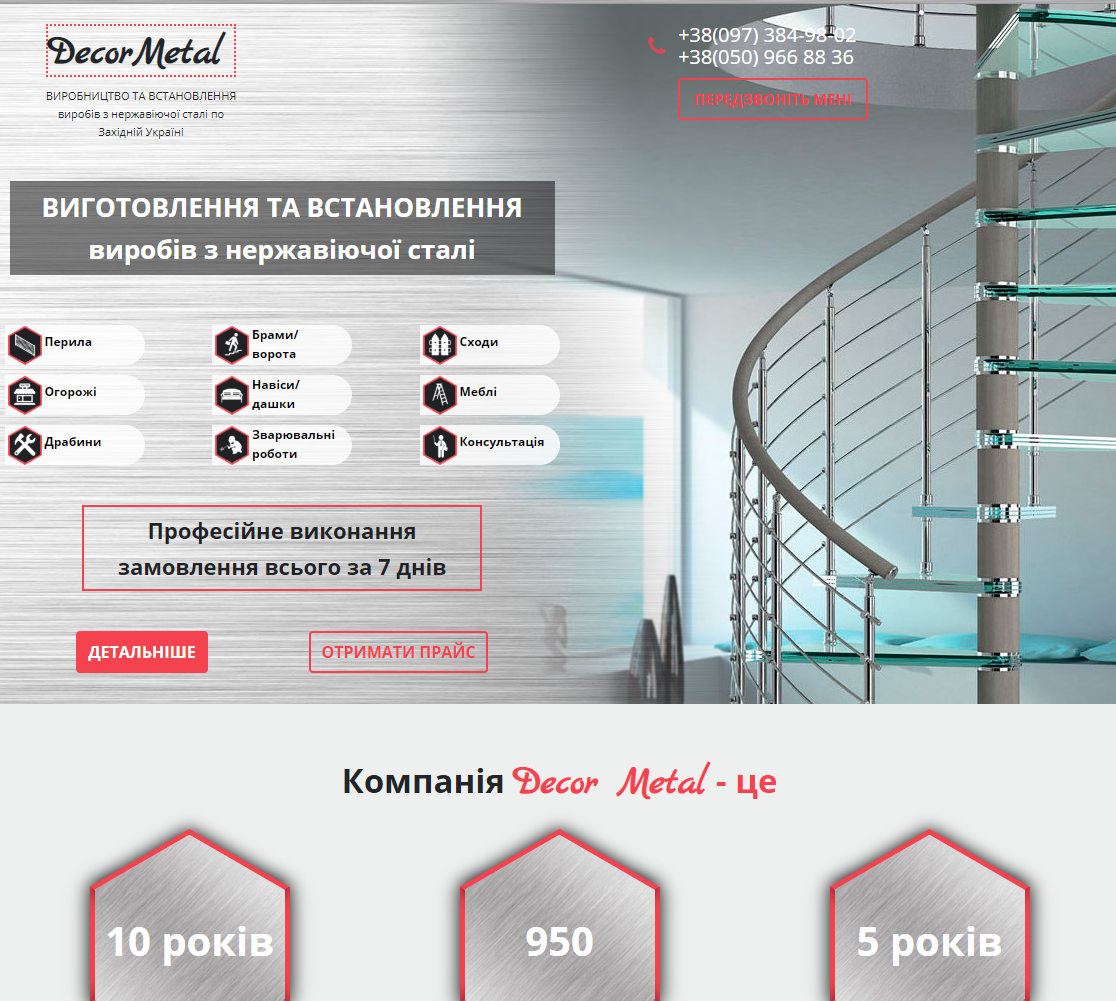 Decor Metal
ВИРОБНИЦТВО ТА ВСТАНОВЛЕННЯ
виробів з нержавіючої сталі по
Західній Україні
+38(097) 384-98-02
+38(050) 966 88 36
ПЕРЕДЗВОНІТЬ МЕНІ
ВИГОТОВЛЕННЯ ТА ВСТАНОВЛЕННЯ
виробів з нержавіючої сталі
Перила
Брами/
ворота
Сходи
Огорожі
Навіси/
дашки
Меблі
Драбини
Зварювальні
роботи
Консультація
Професійне виконання
замовлення всього за 7 днів
ДЕТАЛЬНІШЕ
ОТРИМАТИ ПРАЙС
Компанія Decor Metal - це
10 років
950
5 років